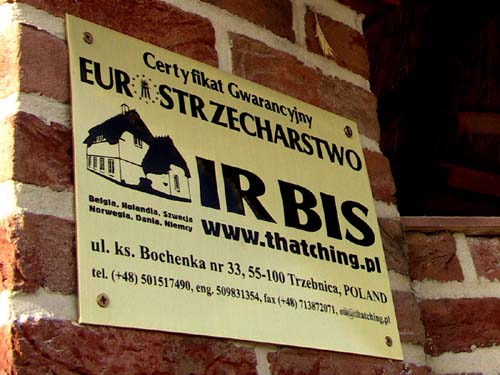 Certyfikat Gwarancyjny
EUR STRZECHARSTWO
IRBIS
Belgia, Holandia, Szwecja
Norwegia, Dania, Niemcy
www.thatching.pl
ul. ks. Bochenka nr 33, 55-100 Trzebnica, POLAND
tel. (+48) 501517490, eng. 509831354, fax (+48) 713872071,